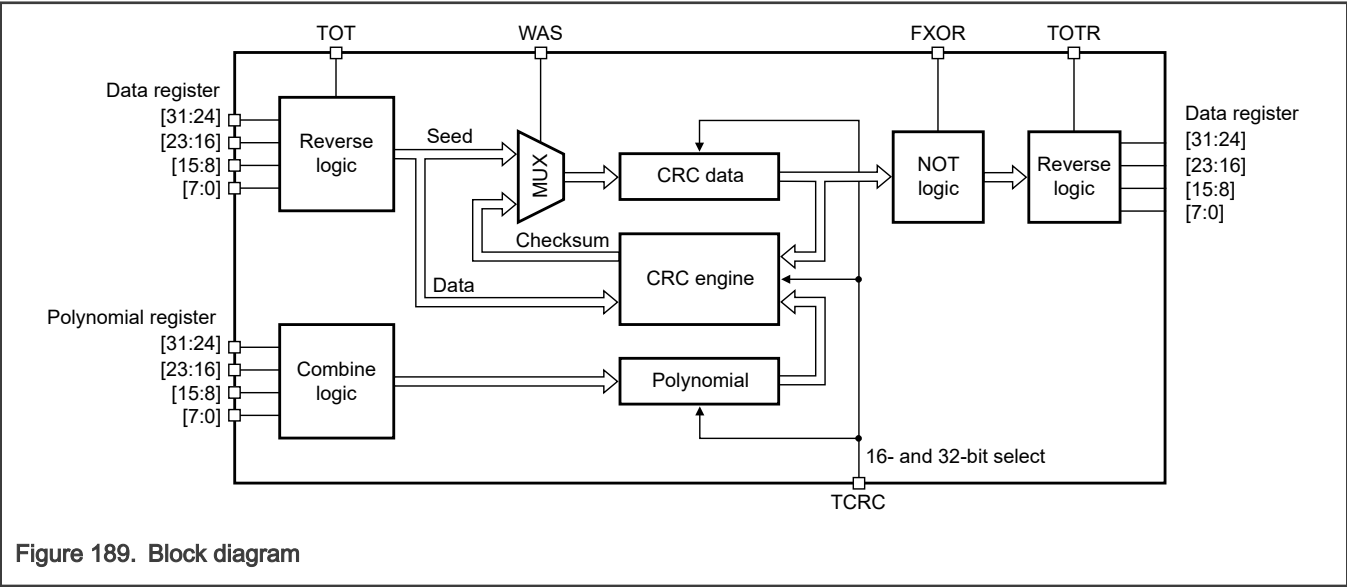 TOT
WAS
FXOR
TOTR
Data register
[31:24]
[23:16]
[15:8]
[7:0]
Reverse
logic
Seed
MUX
CRC data
NOT
logic
Reverse
logic
Data register
[31:24]
[23:16]
[15:8]
[7:0]
Checksum
CRC engine
Data
Polynomial register
[31:24]
[23:16]
[15:8]
[7:0]
Combine
logic
Polynomial
16- and 32-bit select
TCRC
Figure 189. Block diagram